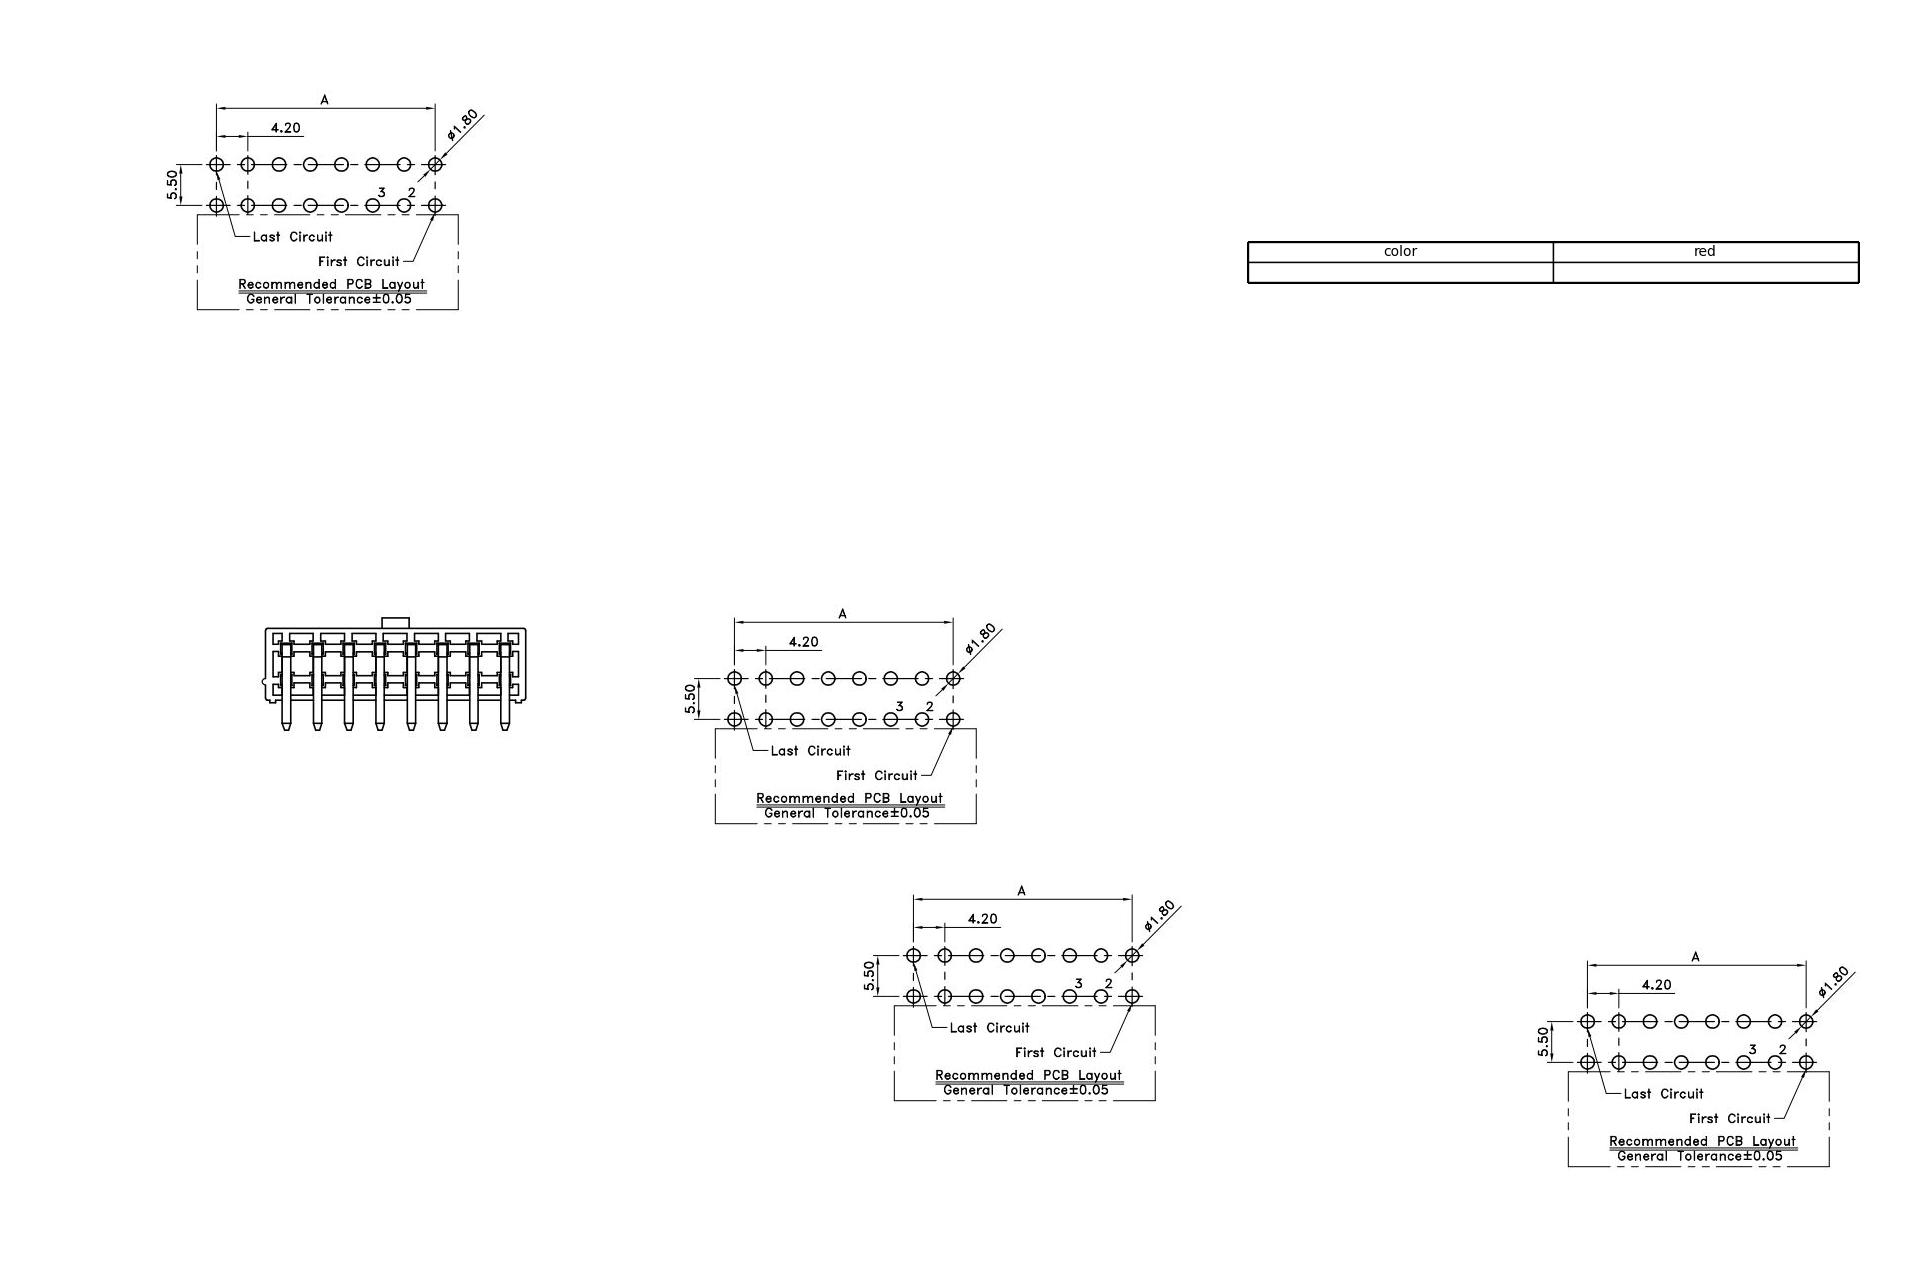 A
4.20
ø1.80
5.50
3 2
Last Circuit
First Circuit
Recommended PCB Layout
General Tolerance±0.05
color red
A
4.20
ø1.80
5.50
3 2
Last Circuit
First Circuit
Recommended PCB Layout
General Tolerance±0.05
A
4.20
ø1.80
5.50
3 2
Last Circuit
First Circuit
Recommended PCB Layout
General Tolerance±0.05
A
4.20
ø1.80
5.50
3 2
Last Circuit
First Circuit
Recommended PCB Layout
General Tolerance±0.05